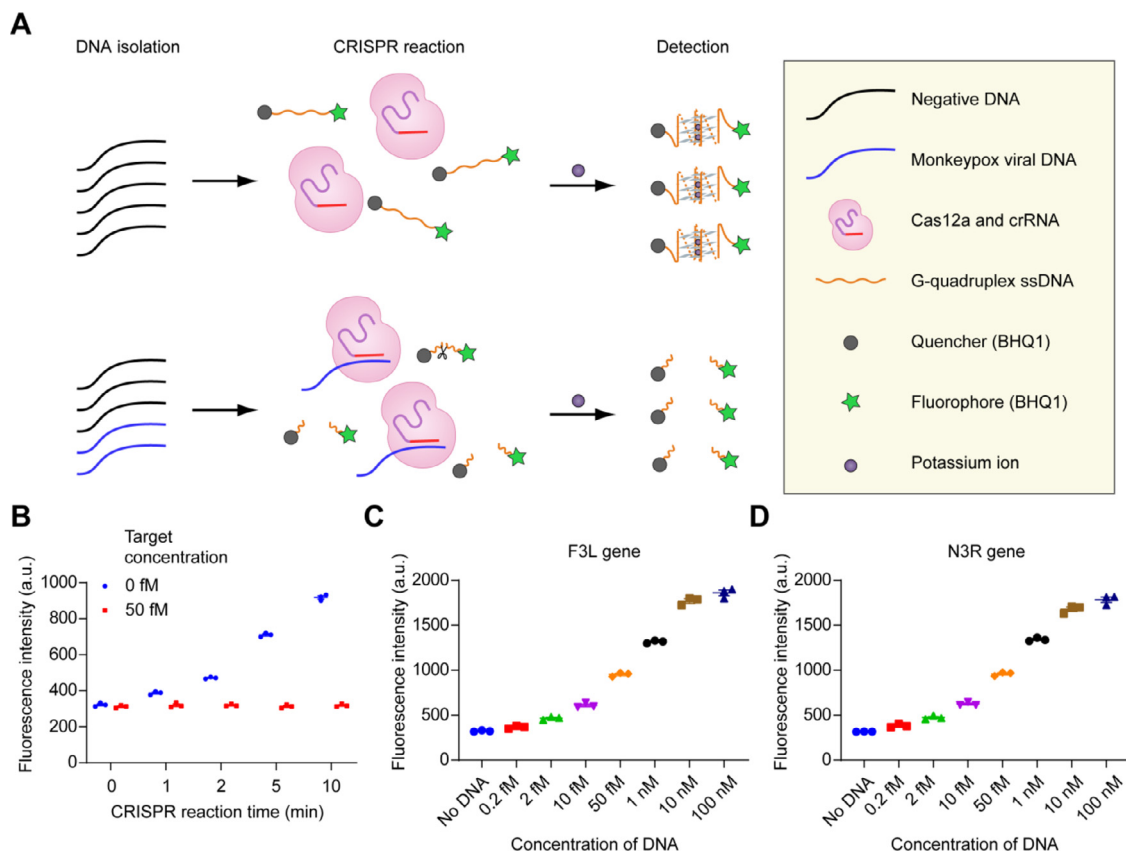 A
DNA isolation
CRISPR reaction
Detection
Negative DNA
Monkeypox viral DNA
Cas12a and crRNA
G-quadruplex ssDNA
Quencher (BHQ1)
Fluorophore (BHQ1)
Potassium ion
B
Target
concentration
0 fM
50 fM
Fluorescence intensity (a.u.)
1000
800
600
400
200
0
0
1
2
5
10
CRISPR reaction time (min)
C
F3L gene
Fluorescence intensity (a.u.)
2000
1500
1000
500
0
No DNA
0.2 fM
2 fM
10 fM
50 fM
1 nM
10 nM
100 nM
Concentration of DNA
D
N3R gene
Fluorescence intensity (a.u.)
2000
1500
1000
500
0
No DNA
0.2 fM
2 fM
10 fM
50 fM
1 nM
10 nM
100 nM
Concentration of DNA